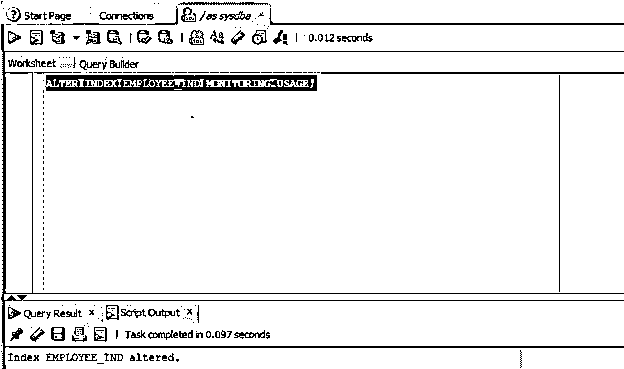 Start Page Connections / as sysdba
0.012 seconds
Worksheet Query Builder
ALTER INDEX EMPLOYEE_IND MONITORING USAGE;
Query Result × Script Output ×
Task completed in 0.097 seconds
Index EMPLOYEE_IND altered.